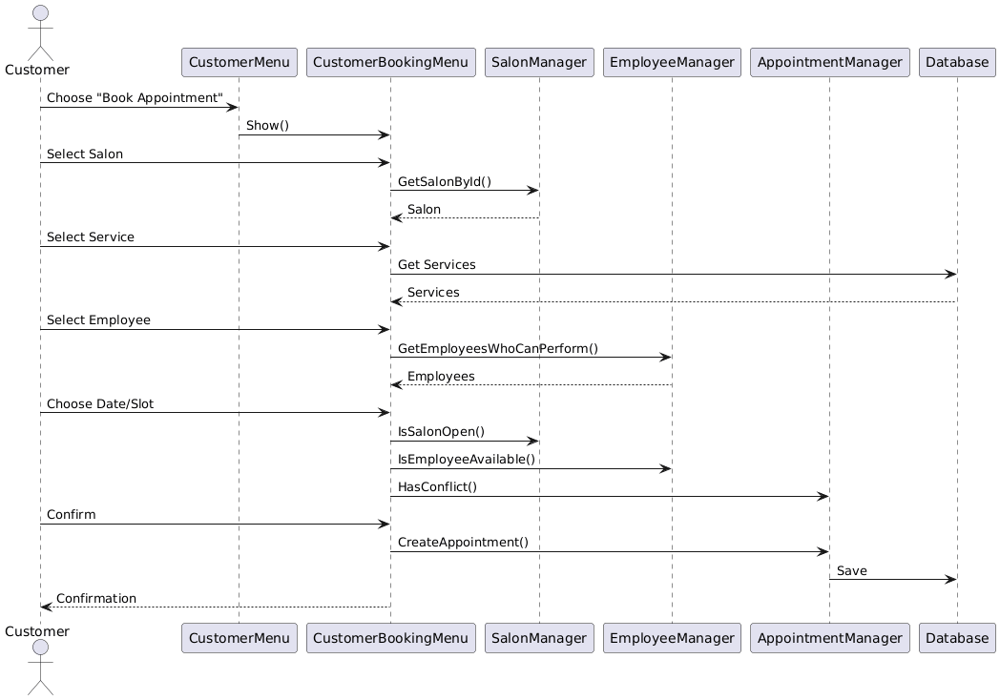 Customer
CustomerMenu CustomerBookingMenu SalonManager EmployeeManager AppointmentManager Database
Choose "Book Appointment"
Show()
Select Salon
GetSalonById()
Salon
Select Service
Get Services
Services
Select Employee
GetEmployeesWhoCanPerform()
Employees
Choose Date/Slot
IsSalonOpen()
IsEmployeeAvailable()
HasConflict()
Confirm
CreateAppointment()
Save
Confirmation
Customer
CustomerMenu CustomerBookingMenu SalonManager EmployeeManager AppointmentManager Database